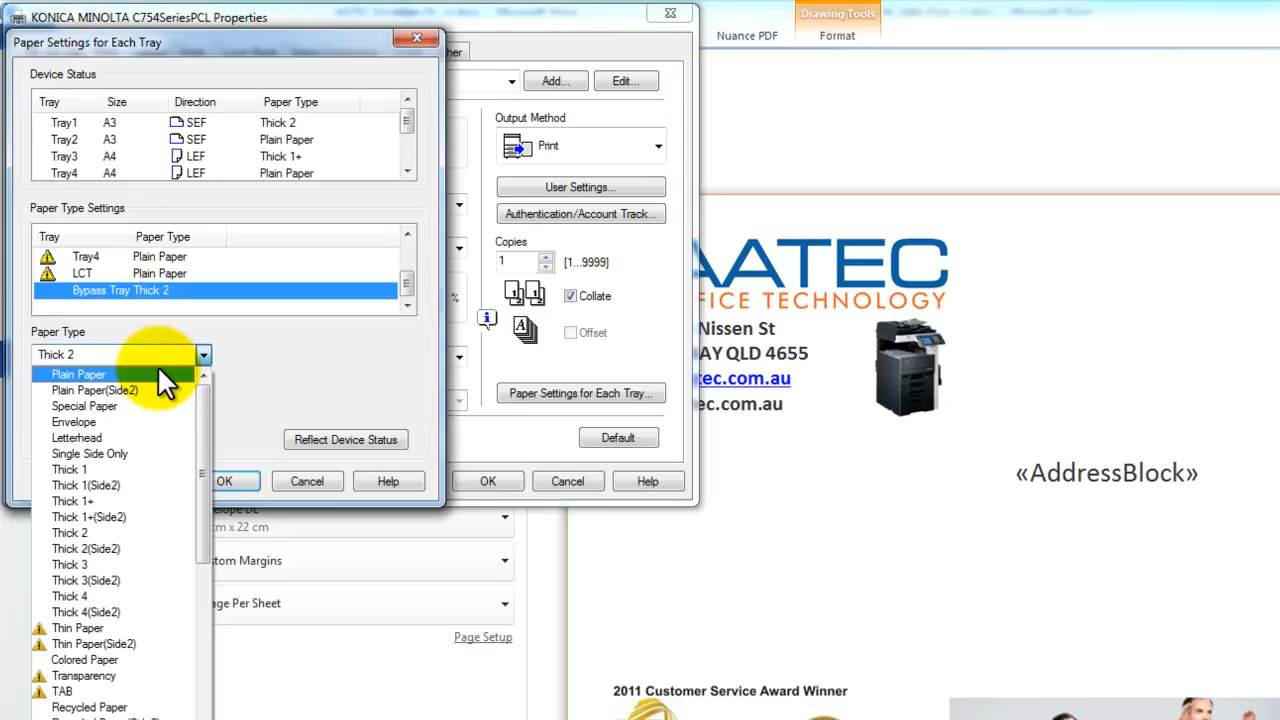 KONICA MINOLTA C754SeriesPCL Properties
Drawing Tools
Nuance PDF
Format
Paper Settings for Each Tray
Device Status
Tray Size Direction Paper Type
Tray1 A3 SEF Thick 2
Tray2 A3 SEF Plain Paper
Tray3 A4 LEF Thick 1+
Tray4 A4 LEF Plain Paper
Paper Type Settings
Tray Paper Type
Tray4 Plain Paper
LCT Plain Paper
Bypass Tray Thick 2
Paper Type
Thick 2
Plain Paper
Plain Paper(Side2)
Special Paper
Envelope
Letterhead
Single Side Only
Thick 1
Thick 1(Side2)
Thick 1+
Thick 1+(Side2)
Thick 2
Thick 2(Side2)
Thick 3
Thick 3(Side2)
Thick 4
Thick 4(Side2)
Thin Paper
Thin Paper(Side2)
Colored Paper
Transparency
TAB
Recycled Paper
Reflect Device Status
OK
Cancel
Help
her
Add...
Edit...
Output Method
Print
User Settings...
Authentication/Account Track...
Copies
1 [1...9999]
Collate
Offset
%
Paper Settings for Each Tray...
Default
OK
Cancel
Help
cm x 22 cm
tom Margins
age Per Sheet
Page Setup
AATEC
FICE TECHNOLOGY
Nissen St
AY QLD 4655
tec.com.au
ec.com.au
«AddressBlock»
2011 Customer Service Award Winner